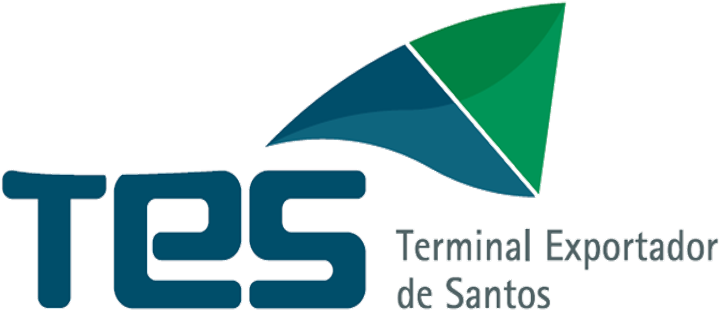 TES
Terminal Exportador
de Santos